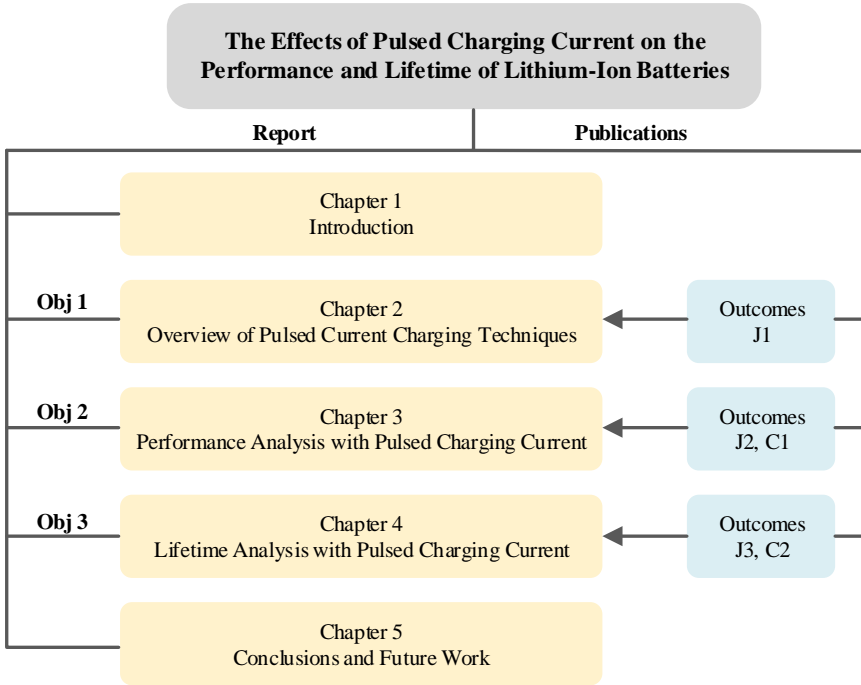 The Effects of Pulsed Charging Current on the
Performance and Lifetime of Lithium-Ion Batteries
Report
Publications
Chapter 1
Introduction
Obj 1
Chapter 2
Overview of Pulsed Current Charging Techniques
Outcomes
J1
Obj 2
Chapter 3
Performance Analysis with Pulsed Charging Current
Outcomes
J2, C1
Obj 3
Chapter 4
Lifetime Analysis with Pulsed Charging Current
Outcomes
J3, C2
Chapter 5
Conclusions and Future Work